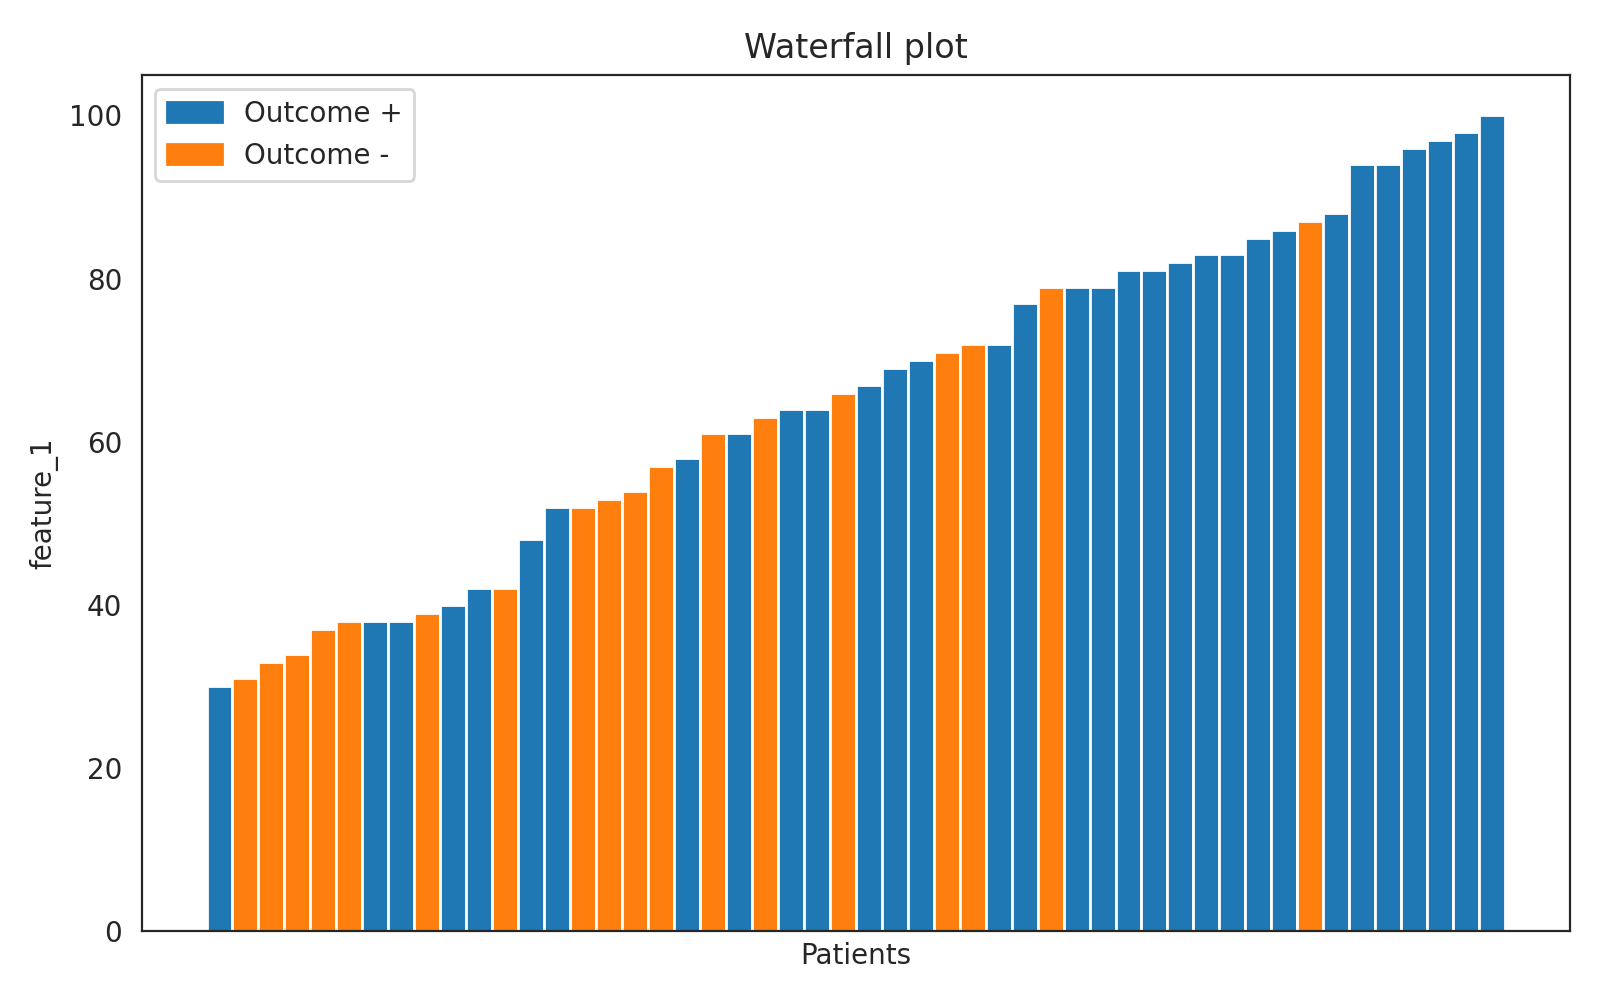 Waterfall plot
Outcome +
Outcome -
100
80
60
40
20
0
feature_1
Patients